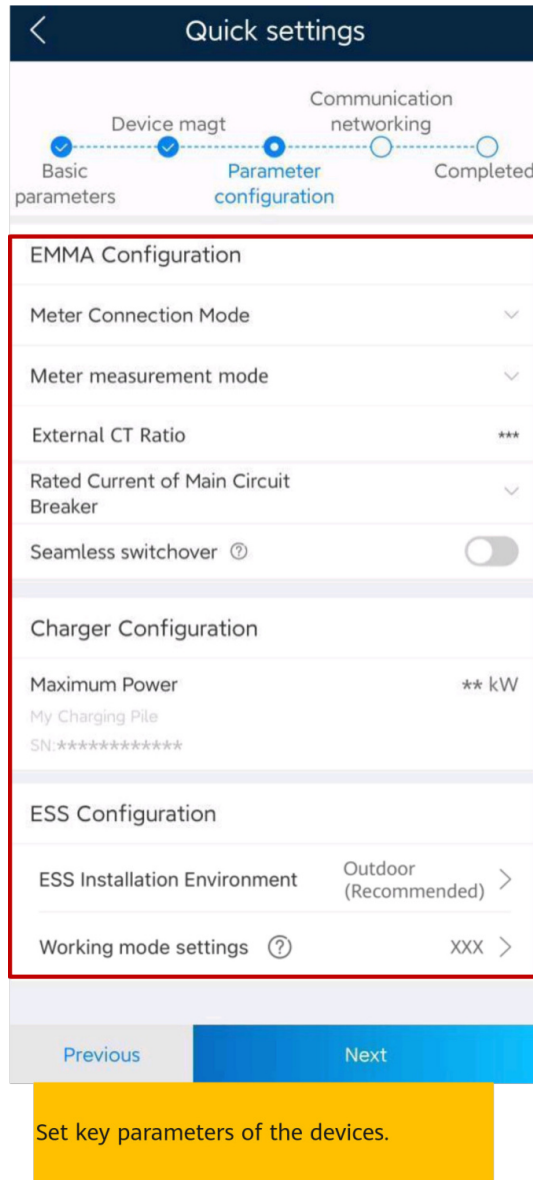 Quick settings
Communication
Device magt networking
Basic Parameter Completed
parameters configuration
EMMA Configuration
Meter Connection Mode
Meter measurement mode
External CT Ratio ***
Rated Current of Main Circuit
Breaker
Seamless switchover ?
Charger Configuration
Maximum Power ** kW
My Charging Pile
SN:************
ESS Configuration
ESS Installation Environment Outdoor
(Recommended)
Working mode settings ? XXX
Previous Next
Set key parameters of the devices.